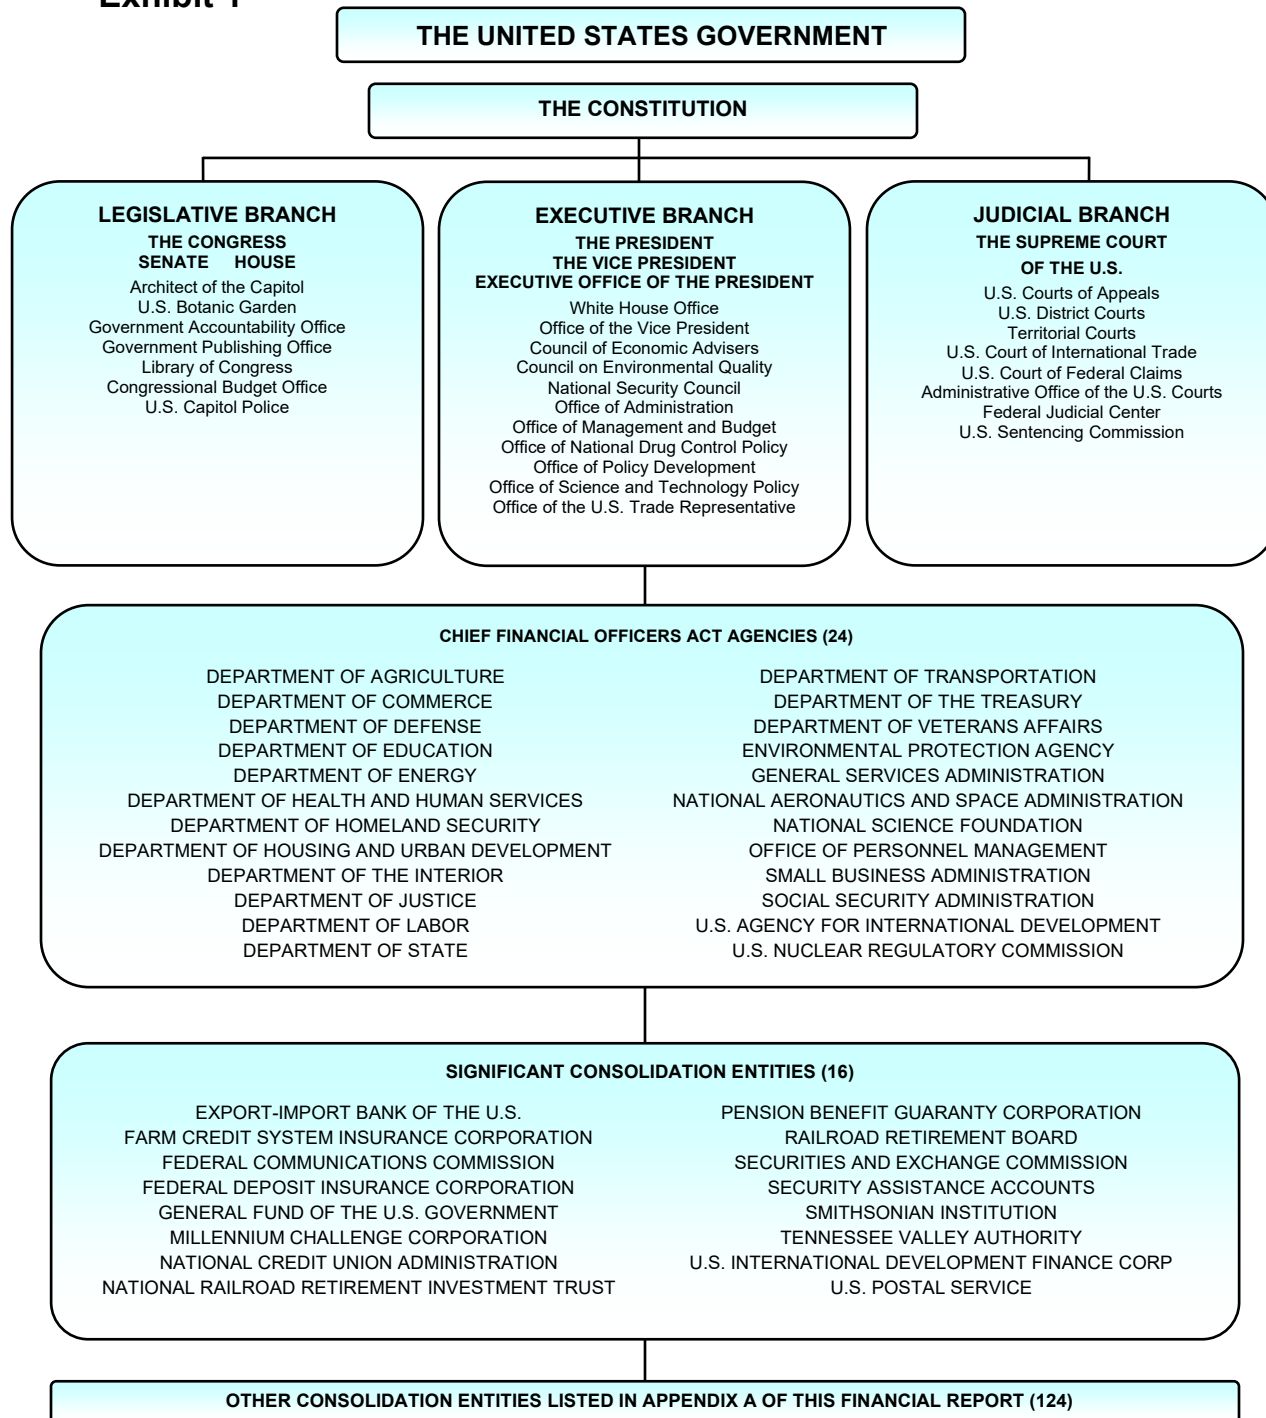 Exhibit 1
THE UNITED STATES GOVERNMENT
THE CONSTITUTION
LEGISLATIVE BRANCH
THE CONGRESS
SENATE HOUSE
Architect of the Capitol
U.S. Botanic Garden
Government Accountability Office
Government Publishing Office
Library of Congress
Congressional Budget Office
U.S. Capitol Police
EXECUTIVE BRANCH
THE PRESIDENT
THE VICE PRESIDENT
EXECUTIVE OFFICE OF THE PRESIDENT
White House Office
Office of the Vice President
Council of Economic Advisers
Council on Environmental Quality
National Security Council
Office of Administration
Office of Management and Budget
Office of National Drug Control Policy
Office of Policy Development
Office of Science and Technology Policy
Office of the U.S. Trade Representative
JUDICIAL BRANCH
THE SUPREME COURT
OF THE U.S.
U.S. Courts of Appeals
U.S. District Courts
Territorial Courts
U.S. Court of International Trade
U.S. Court of Federal Claims
Administrative Office of the U.S. Courts
Federal Judicial Center
U.S. Sentencing Commission
CHIEF FINANCIAL OFFICERS ACT AGENCIES (24)
DEPARTMENT OF AGRICULTURE
DEPARTMENT OF COMMERCE
DEPARTMENT OF DEFENSE
DEPARTMENT OF EDUCATION
DEPARTMENT OF ENERGY
DEPARTMENT OF HEALTH AND HUMAN SERVICES
DEPARTMENT OF HOMELAND SECURITY
DEPARTMENT OF HOUSING AND URBAN DEVELOPMENT
DEPARTMENT OF THE INTERIOR
DEPARTMENT OF JUSTICE
DEPARTMENT OF LABOR
DEPARTMENT OF STATE
DEPARTMENT OF TRANSPORTATION
DEPARTMENT OF THE TREASURY
DEPARTMENT OF VETERANS AFFAIRS
ENVIRONMENTAL PROTECTION AGENCY
GENERAL SERVICES ADMINISTRATION
NATIONAL AERONAUTICS AND SPACE ADMINISTRATION
NATIONAL SCIENCE FOUNDATION
OFFICE OF PERSONNEL MANAGEMENT
SMALL BUSINESS ADMINISTRATION
SOCIAL SECURITY ADMINISTRATION
U.S. AGENCY FOR INTERNATIONAL DEVELOPMENT
U.S. NUCLEAR REGULATORY COMMISSION
SIGNIFICANT CONSOLIDATION ENTITIES (16)
EXPORT-IMPORT BANK OF THE U.S.
FARM CREDIT SYSTEM INSURANCE CORPORATION
FEDERAL COMMUNICATIONS COMMISSION
FEDERAL DEPOSIT INSURANCE CORPORATION
GENERAL FUND OF THE U.S. GOVERNMENT
MILLENNIUM CHALLENGE CORPORATION
NATIONAL CREDIT UNION ADMINISTRATION
NATIONAL RAILROAD RETIREMENT INVESTMENT TRUST
PENSION BENEFIT GUARANTY CORPORATION
RAILROAD RETIREMENT BOARD
SECURITIES AND EXCHANGE COMMISSION
SECURITY ASSISTANCE ACCOUNTS
SMITHSONIAN INSTITUTION
TENNESSEE VALLEY AUTHORITY
U.S. INTERNATIONAL DEVELOPMENT FINANCE CORP
U.S. POSTAL SERVICE
OTHER CONSOLIDATION ENTITIES LISTED IN APPENDIX A OF THIS FINANCIAL REPORT (124)